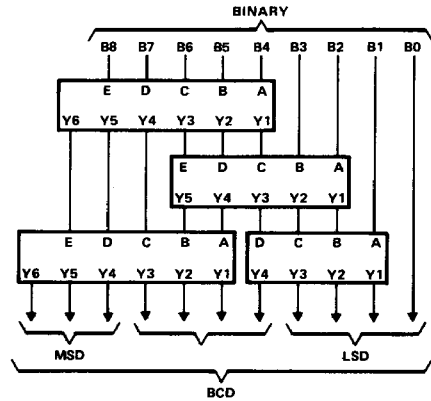 BINARY
B8 B7 B6 B5 B4 B3 B2 B1 B0
E D C B A
Y6 Y5 Y4 Y3 Y2 Y1
E D C B A
Y5 Y4 Y3 Y2 Y1
E D C B A D C B A
Y6 Y5 Y4 Y3 Y2 Y1 Y4 Y3 Y2 Y1
MSD LSD
BCD